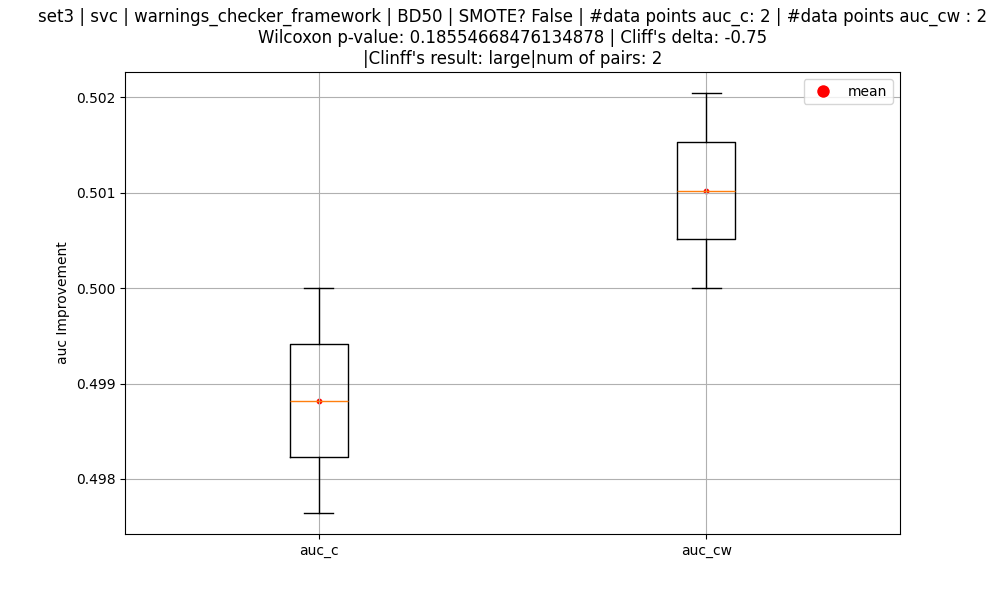 set3 | svc | warnings_checker_framework | BD50 | SMOTE? False | #data points auc_c: 2 | #data points auc_cw : 2
Wilcoxon p-value: 0.18554668476134878 | Cliff's delta: -0.75
|Clinff's result: large|num of pairs: 2
mean
auc Improvement
0.502
0.501
0.500
0.499
0.498
auc_c
auc_cw